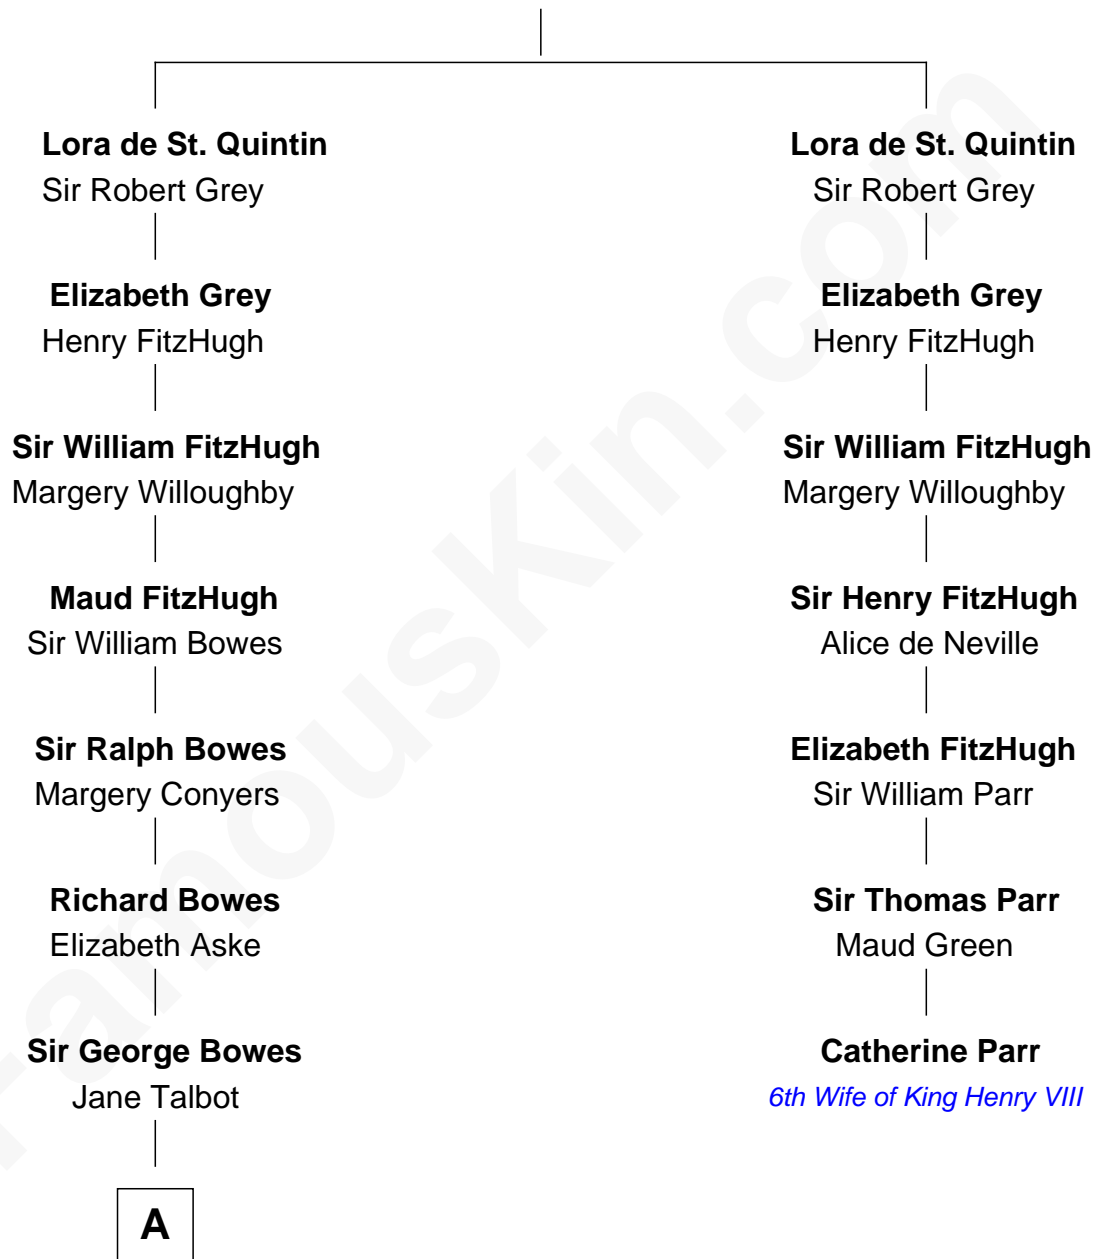 Lora de St. Quintin
Sir Robert Grey
Elizabeth Grey
Henry FitzHugh
Sir William FitzHugh
Margery Willoughby
Maud FitzHugh
Sir William Bowes
Sir Ralph Bowes
Margery Conyers
Richard Bowes
Elizabeth Aske
Sir George Bowes
Jane Talbot
A
Lora de St. Quintin
Sir Robert Grey
Elizabeth Grey
Henry FitzHugh
Sir William FitzHugh
Margery Willoughby
Sir Henry FitzHugh
Alice de Neville
Elizabeth FitzHugh
Sir William Parr
Sir Thomas Parr
Maud Green
Catherine Parr
6th Wife of King Henry VIII
FamousKin.com